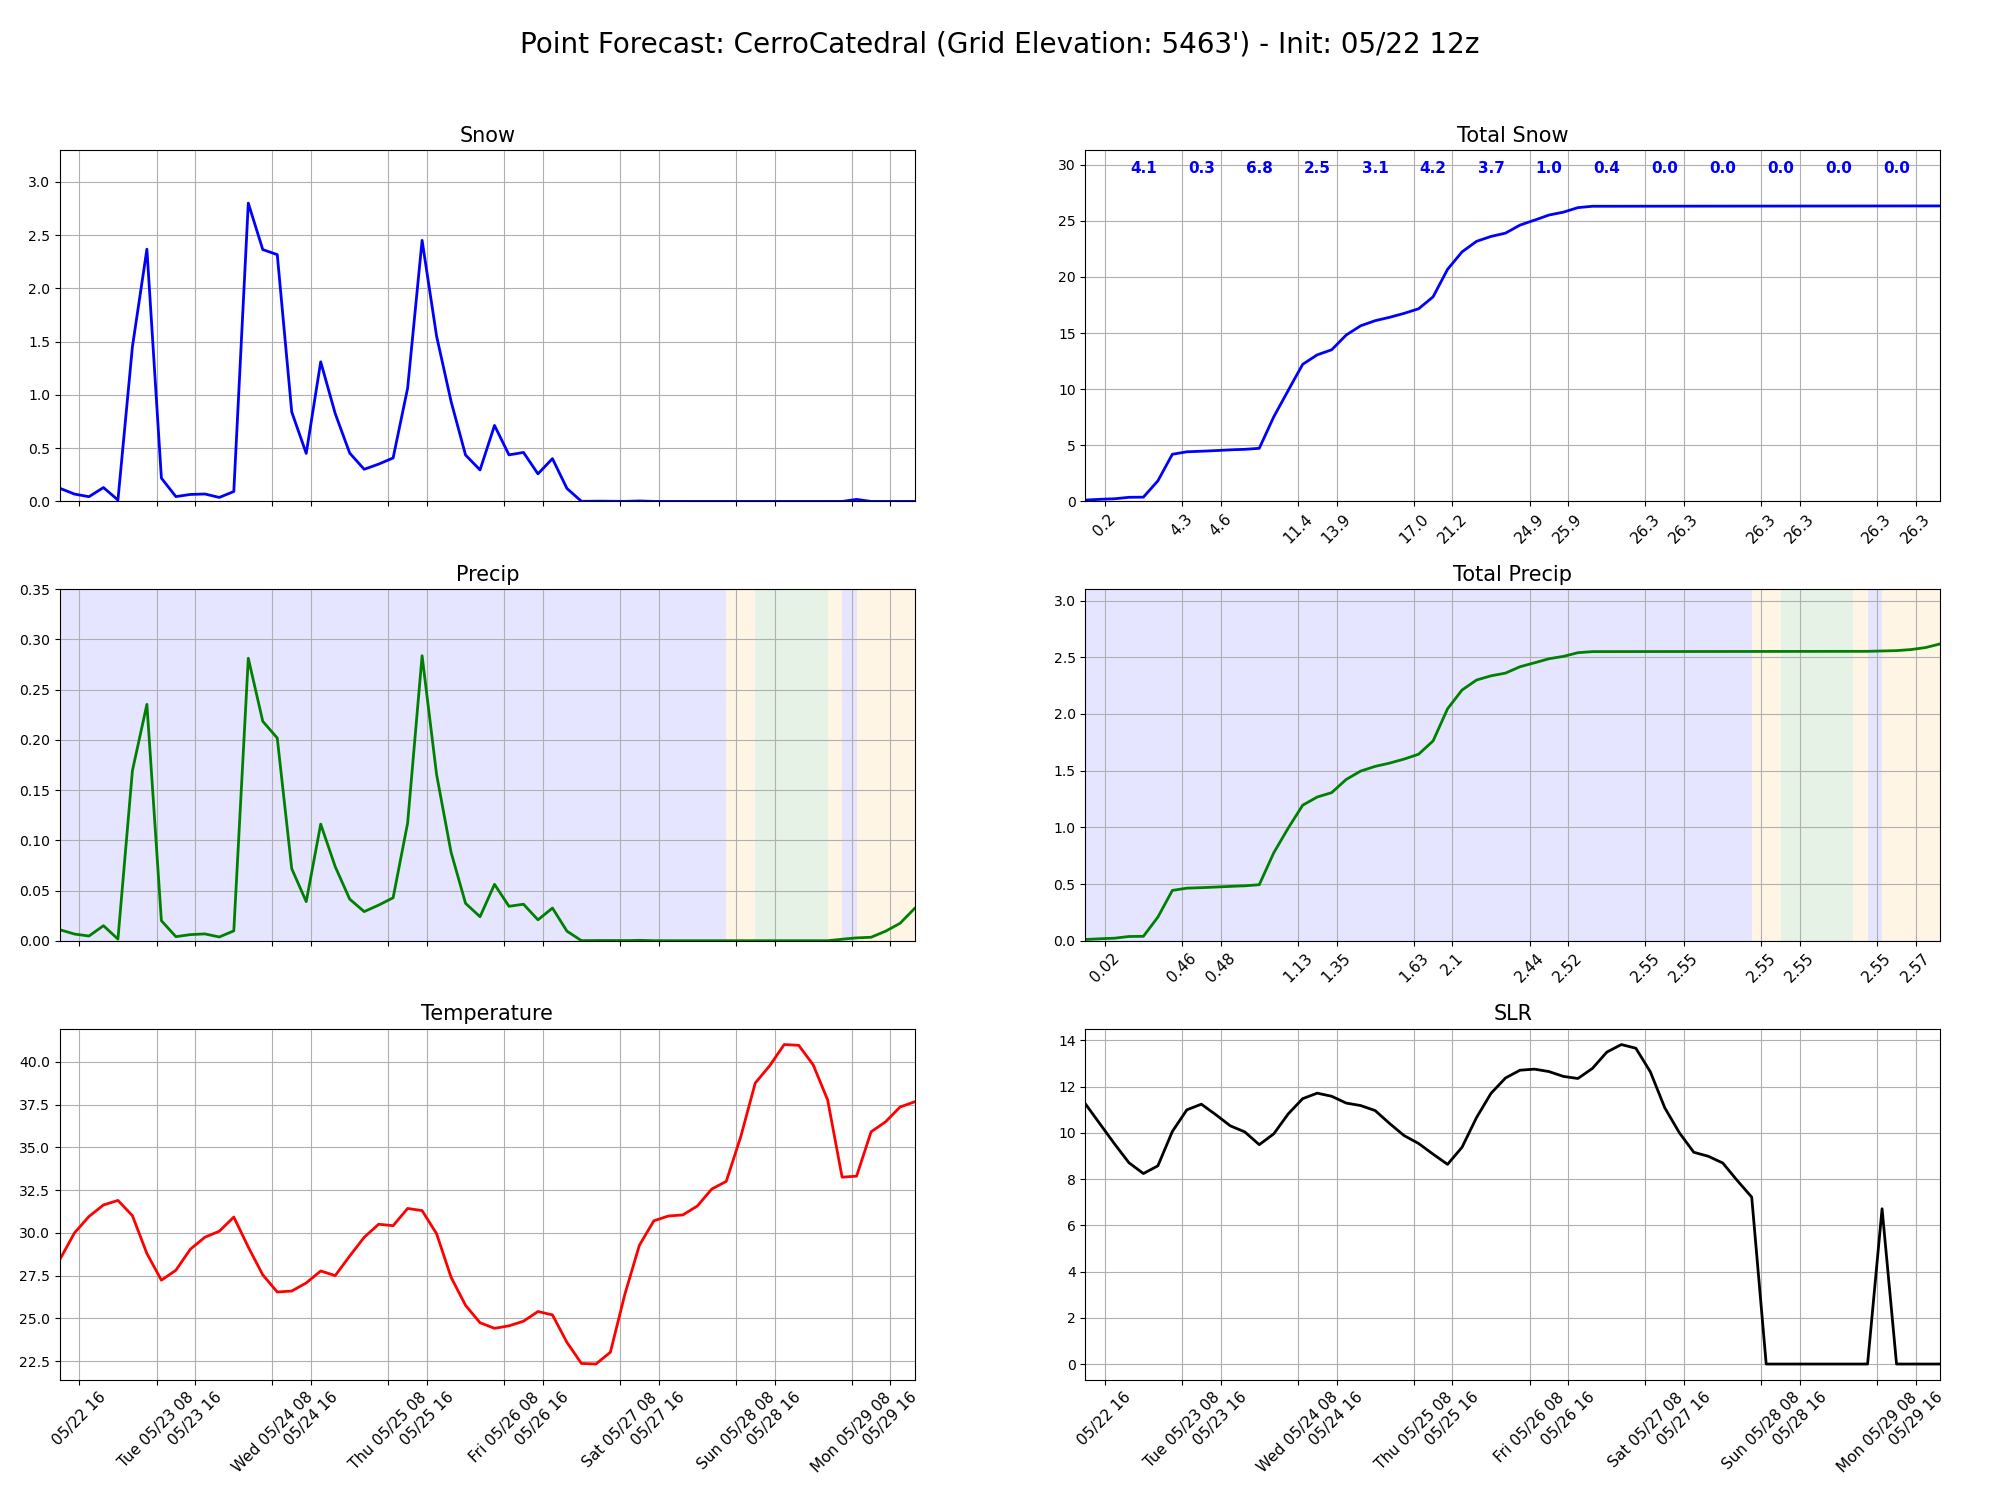 Point Forecast: CerroCatedral (Grid Elevation: 5463') - Init: 05/22 12z
Snow
3.0
2.5
2.0
1.5
1.0
0.5
0.0
Total Snow
4.1 0.3 6.8 2.5 3.1 4.2 3.7 1.0 0.4 0.0 0.0 0.0 0.0 0.0
30
25
20
15
10
5
0
0.2 4.3 4.6 11.4 13.9 17.0 21.2 24.9 25.9 26.3 26.3 26.3 26.3 26.3 26.3
Precip
0.35
0.30
0.25
0.20
0.15
0.10
0.05
0.00
Total Precip
3.0
2.5
2.0
1.5
1.0
0.5
0.0
0.02 0.46 0.48 1.13 1.35 1.63 2.1 2.44 2.52 2.55 2.55 2.55 2.55 2.55 2.57
Temperature
40.0
37.5
35.0
32.5
30.0
27.5
25.0
22.5
05/22 16
Tue 05/23 08
05/23 16
Wed 05/24 08
05/24 16
Thu 05/25 08
05/25 16
Fri 05/26 08
05/26 16
Sat 05/27 08
05/27 16
Sun 05/28 08
05/28 16
Mon 05/29 08
05/29 16
SLR
14
12
10
8
6
4
2
0
05/22 16
Tue 05/23 08
05/23 16
Wed 05/24 08
05/24 16
Thu 05/25 08
05/25 16
Fri 05/26 08
05/26 16
Sat 05/27 08
05/27 16
Sun 05/28 08
05/28 16
Mon 05/29 08
05/29 16